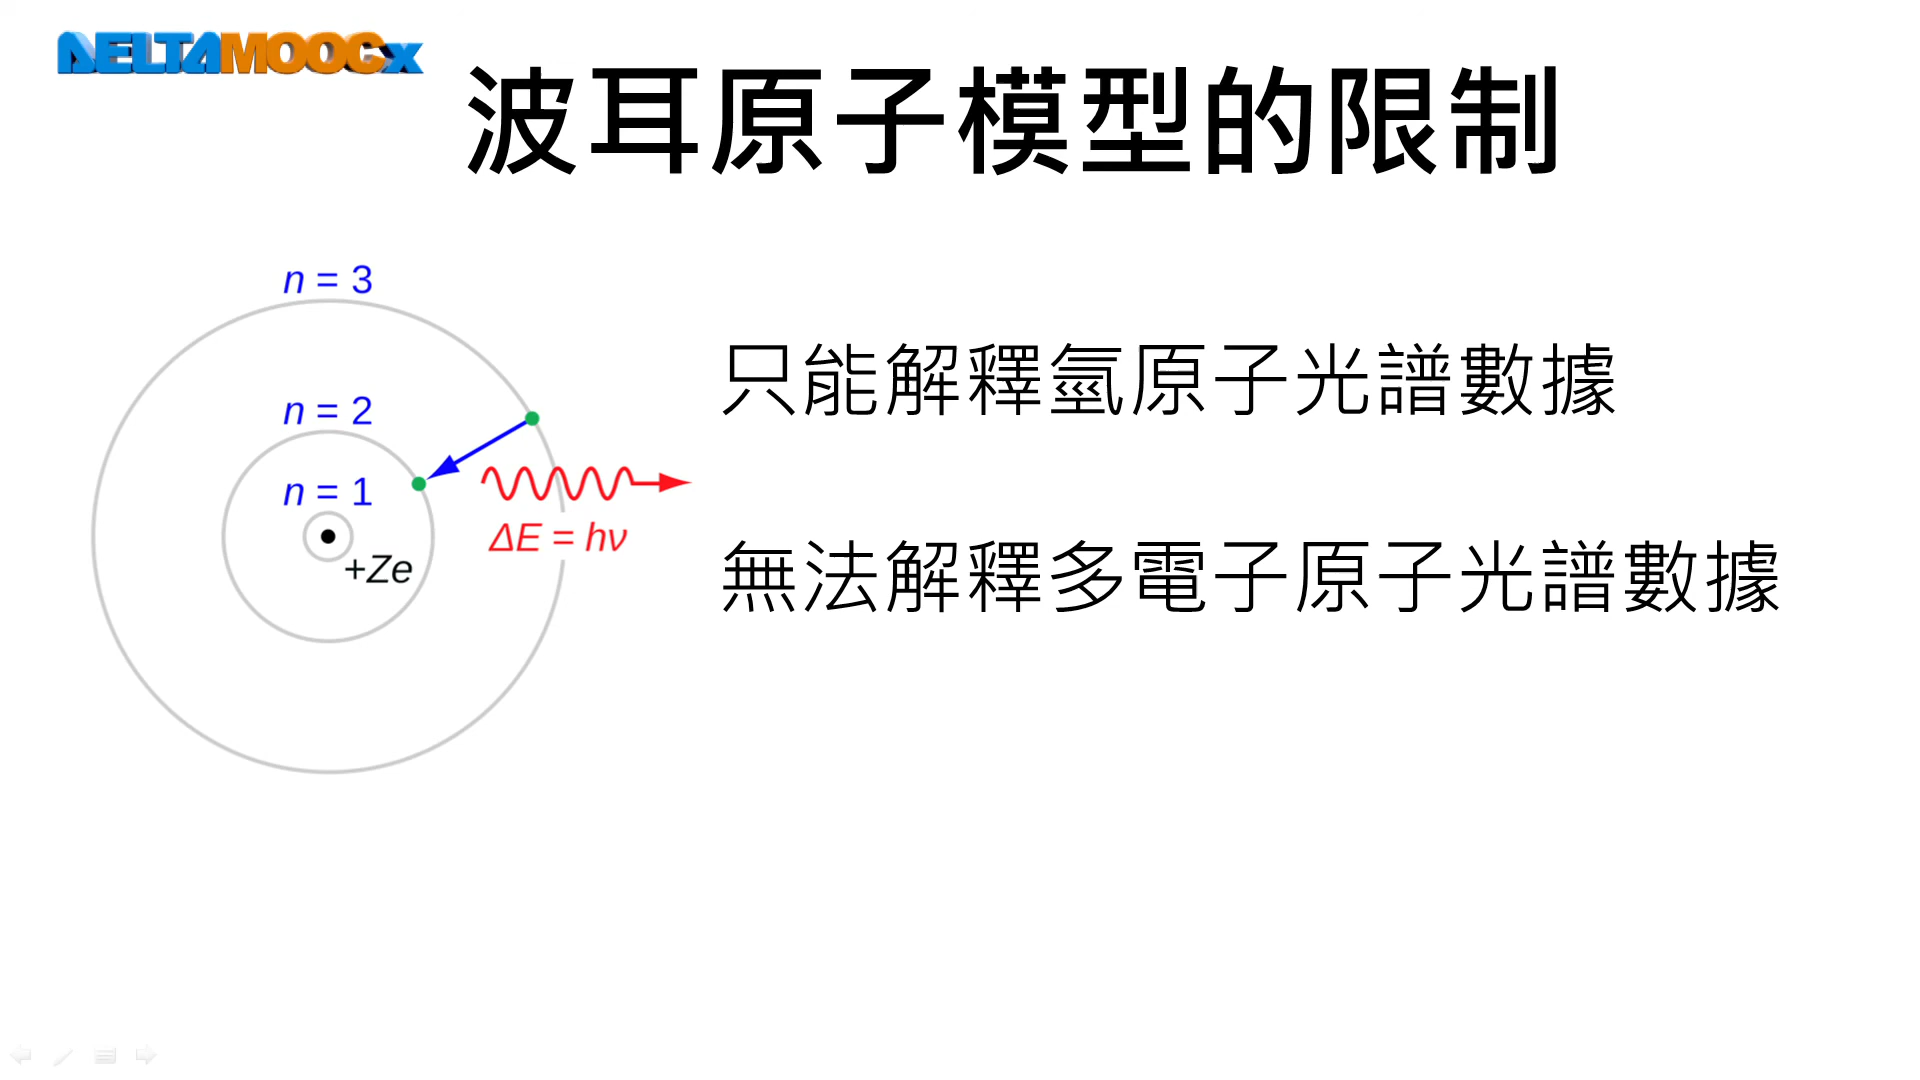 DELTAMOOCx
波耳原子模型的限制
n = 3
n = 2
n = 1
+Ze
ΔE = hν
只能解釋氫原子光譜數據
無法解釋多電子原子光譜數據